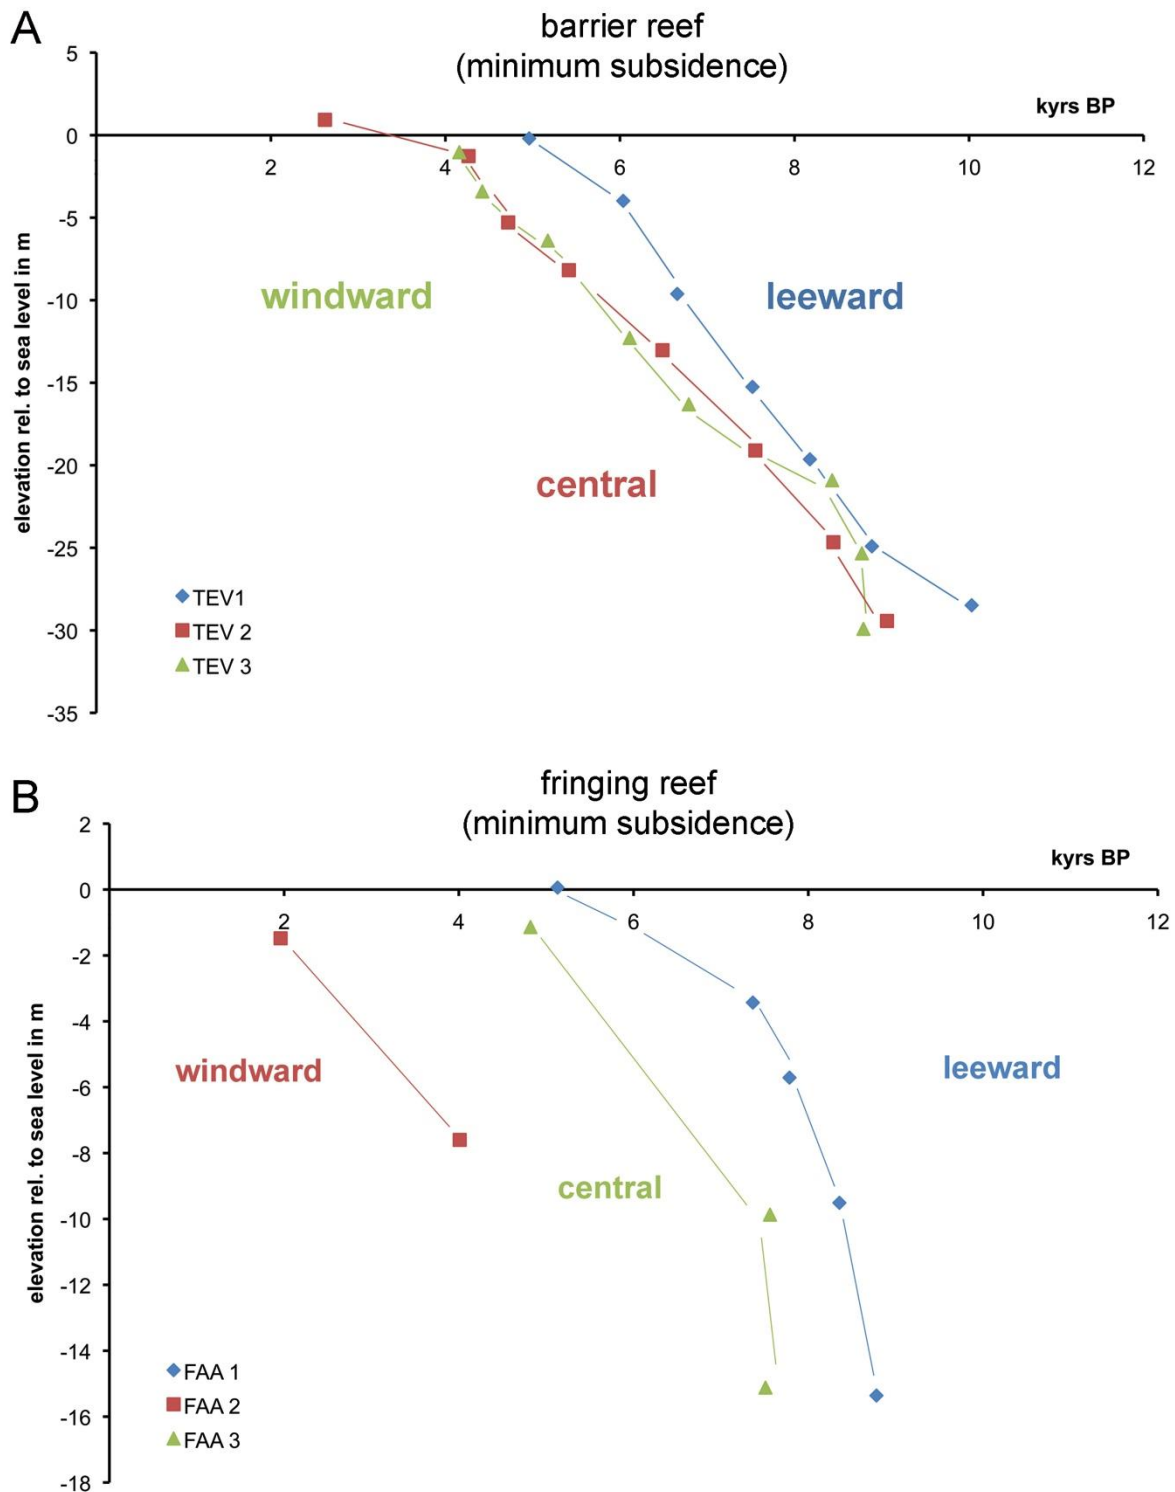 A
barrier reef
(minimum subsidence)
kyrs BP
5
0
-5
-10
-15
-20
-25
-30
-35
2 4 6 8 10 12
elevation rel. to sea level in m
windward
leeward
central
TEV1
TEV 2
TEV 3
B
fringing reef
(minimum subsidence)
kyrs BP
2
0
-2
-4
-6
-8
-10
-12
-14
-16
-18
2 4 6 8 10 12
elevation rel. to sea level in m
windward
leeward
central
FAA 1
FAA 2
FAA 3